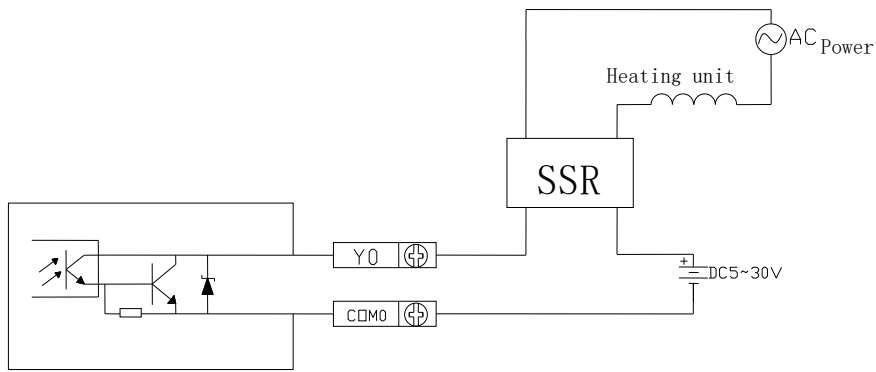 AC Power
Heating unit
SSR
Y0
DC5~30V
COM0
+